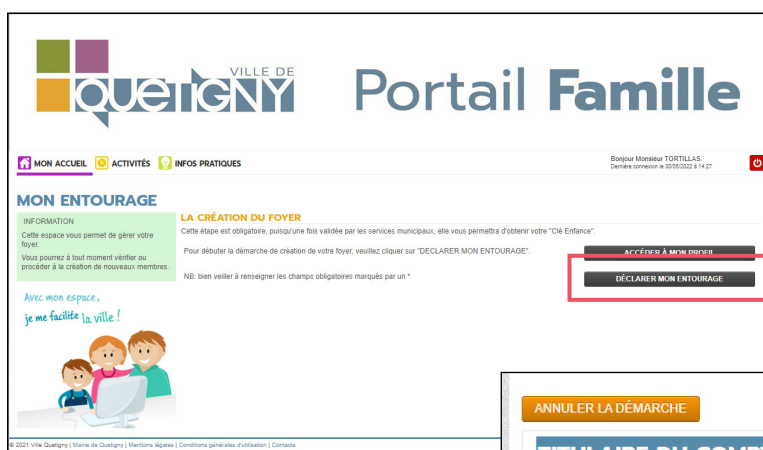 VILLE DE
QUETIGNY
Portail Famille
MON ACCUEIL
ACTIVITÉS
INFOS PRATIQUES
Bonjour Monsieur TORTILLAS
Dernière connexion le 30/05/2022 à 14:27
MON ENTOURAGE
INFORMATION
Cette espace vous permet de gérer votre
foyer.
Vous pourrez à tout moment vérifier ou
procéder à la création de nouveaux membres.
LA CRÉATION DU FOYER
Cette étape est obligatoire, puisqu'une fois validée par les services municipaux, elle vous permettra d'obtenir votre "Clé Enfance".
Pour débuter la démarche de création de votre foyer, veuillez cliquer sur "DECLARER MON ENTOURAGE".
ACCÉDER À MON PROFIL
NB: bien veiller à renseigner les champs obligatoires marqués par un *
DÉCLARER MON ENTOURAGE
Avec mon espace,
je me facilite la ville !
ANNULER LA DÉMARCHE
TITULAIRE DU COMP
© 2021 Ville Quetigny | Mairie de Quetigny | Mentions légales | Conditions générales d'utilisation | Contacts